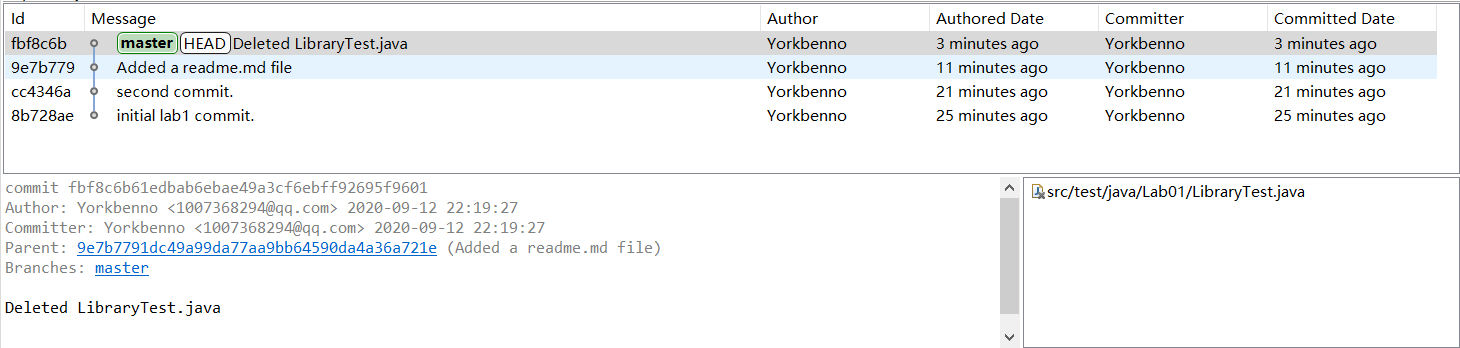 Id Message Author Authored Date Committer Committed Date
fbf8c6b master HEAD Deleted LibraryTest.java Yorkbenno 3 minutes ago Yorkbenno 3 minutes ago
9e7b779 Added a readme.md file Yorkbenno 11 minutes ago Yorkbenno 11 minutes ago
cc4346a second commit. Yorkbenno 21 minutes ago Yorkbenno 21 minutes ago
8b728ae initial lab1 commit. Yorkbenno 25 minutes ago Yorkbenno 25 minutes ago
commit fbf8c6b61edbab6ebae49a3cf6ebff92695f9601
Author: Yorkbenno <1007368294@qq.com> 2020-09-12 22:19:27
Committer: Yorkbenno <1007368294@qq.com> 2020-09-12 22:19:27
Parent: 9e7b7791dc49a99da77aa9bb64590da4a36a721e (Added a readme.md file)
Branches: master
Deleted LibraryTest.java
src/test/java/Lab01/LibraryTest.java